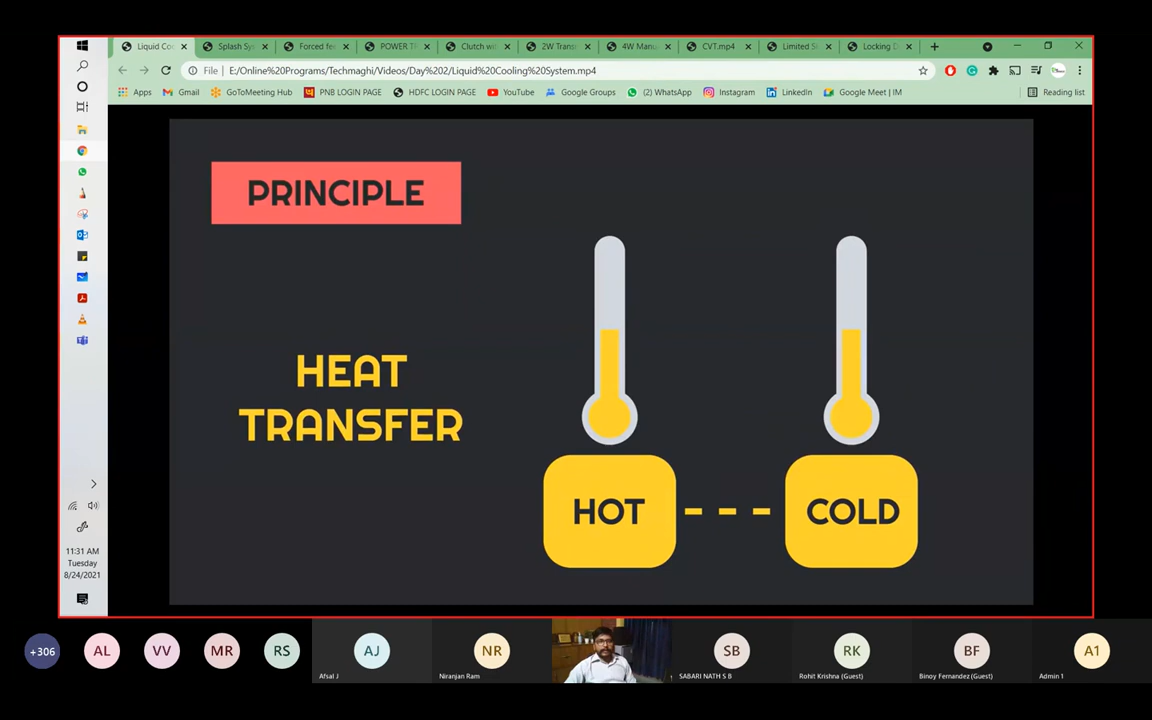 Liquid Co
Splash Sy
Forced fe
POWER T
Clutch wi
2W Trans
4W Manu
CVT.mp4
Limited S
Locking D
File
E:/Online%20Programs/Techmaghi/Videos/Day%202/Liquid%20Cooling%20System.mp4
Apps
Gmail
GoToMeeting Hub
PNB LOGIN PAGE
HDFC LOGIN PAGE
YouTube
Google Groups
(2) WhatsApp
Instagram
LinkedIn
Google Meet | IM
Reading list
PRINCIPLE
HEAT
TRANSFER
HOT
COLD
11:31 AM
Tuesday
8/24/2021
+306
AL
VV
MR
RS
AJ
Afsal J
NR
Niranjan Ram
SB
SABARI NATH S B
RK
Rohit Krishna (Guest)
BF
Binoy Fernandez (Guest)
A1
Admin 1